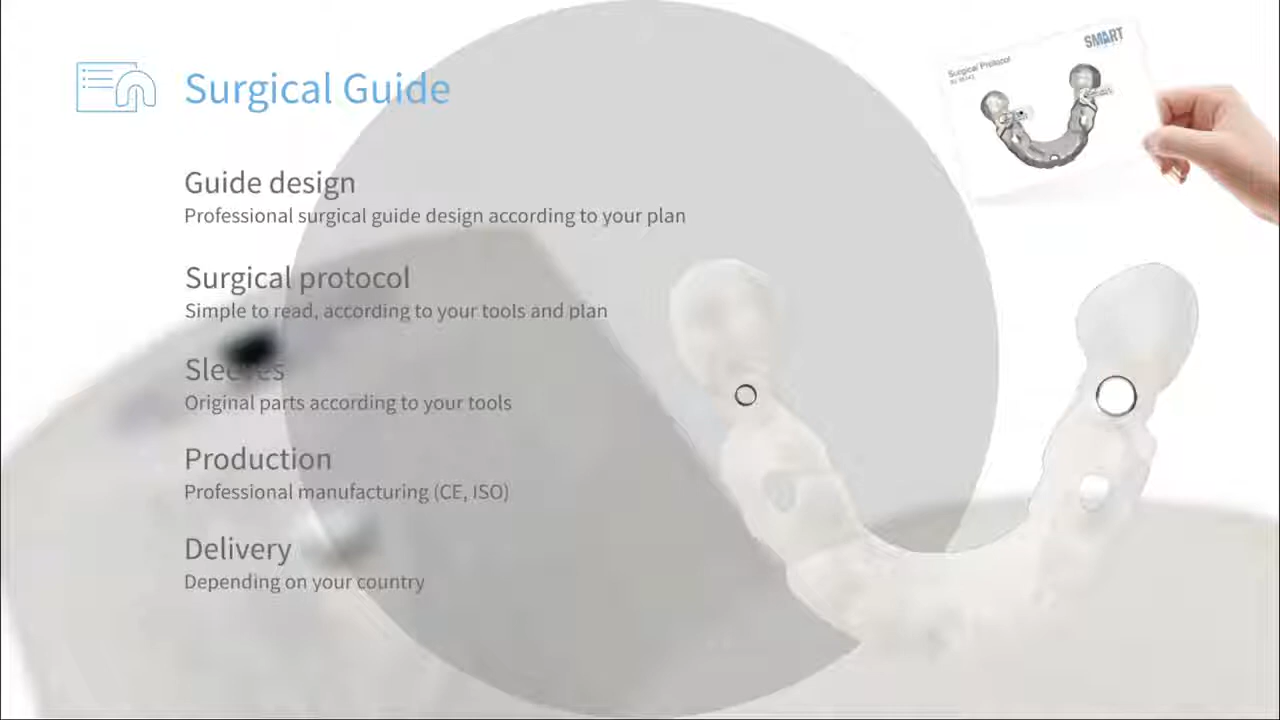 Surgical Guide
Guide design
Professional surgical guide design according to your plan
Surgical protocol
Simple to read, according to your tools and plan
Sleeves
Original parts according to your tools
Production
Professional manufacturing (CE, ISO)
Delivery
Depending on your country
SMART
Surgical Protocol